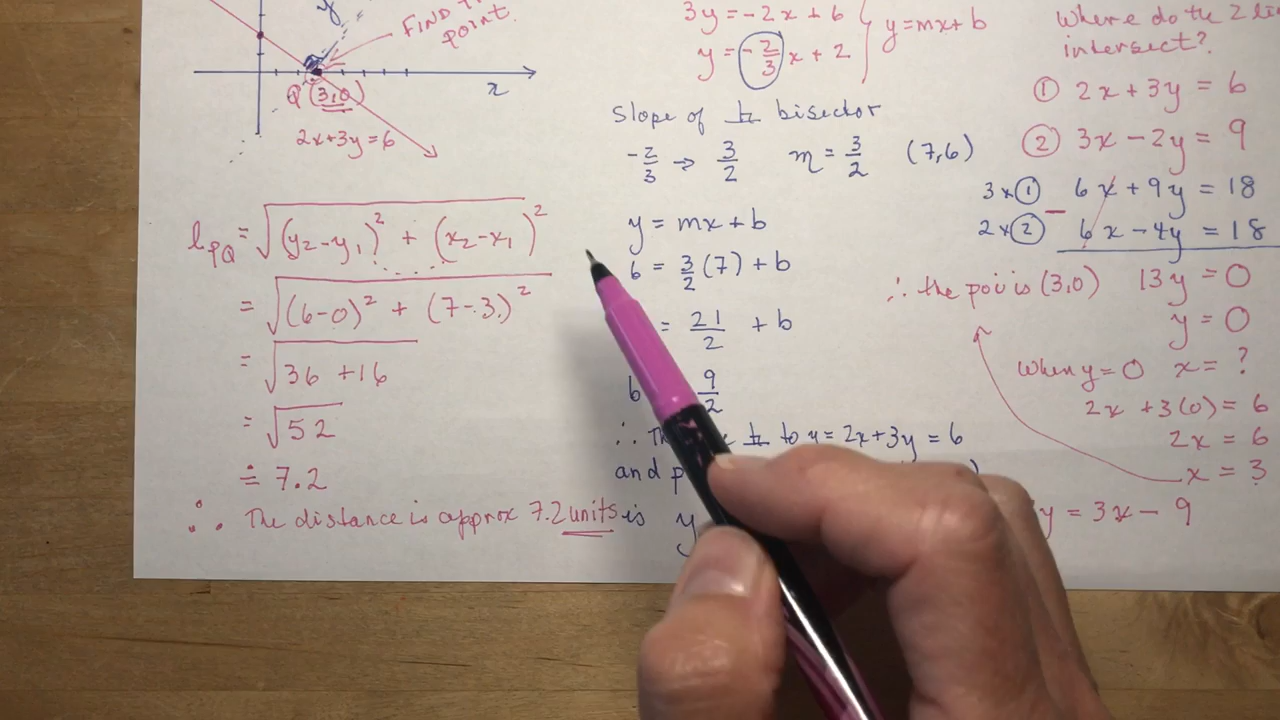 y
FIND
point.
x
Q (3,0)
2x+3y=6
l_PQ = √((y₂-y₁)² + (x₂-x₁)²)
= √((6-0)² + (7-3)²)
= √(36 + 16)
= √52
≐ 7.2
∴ The distance is approx 7.2 units
3y = -2x + 6
y = -2/3 x + 2
y = mx + b
Slope of ⊥ bisector
-2/3 → 3/2 m = 3/2 (7,6)
y = mx + b
6 = 3/2 (7) + b
= 21/2 + b
b 9/2
∴ ⊥ to y = 2x+3y = 6
and
is y
Where do the 2
intersect?
① 2x + 3y = 6
② 3x - 2y = 9
3x① 6x + 9y = 18
2x② 6x - 4y = 18
13y = 0
∴ the poi is (3,0)
y = 0
when y = 0 x = ?
2x + 3(0) = 6
2x = 6
x = 3
y = 3x - 9